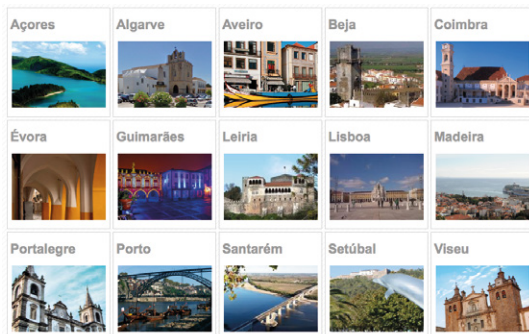 Açores Algarve Aveiro Beja Coimbra
Évora Guimarães Leiria Lisboa Madeira
Portalegre Porto Santarém Setúbal Viseu